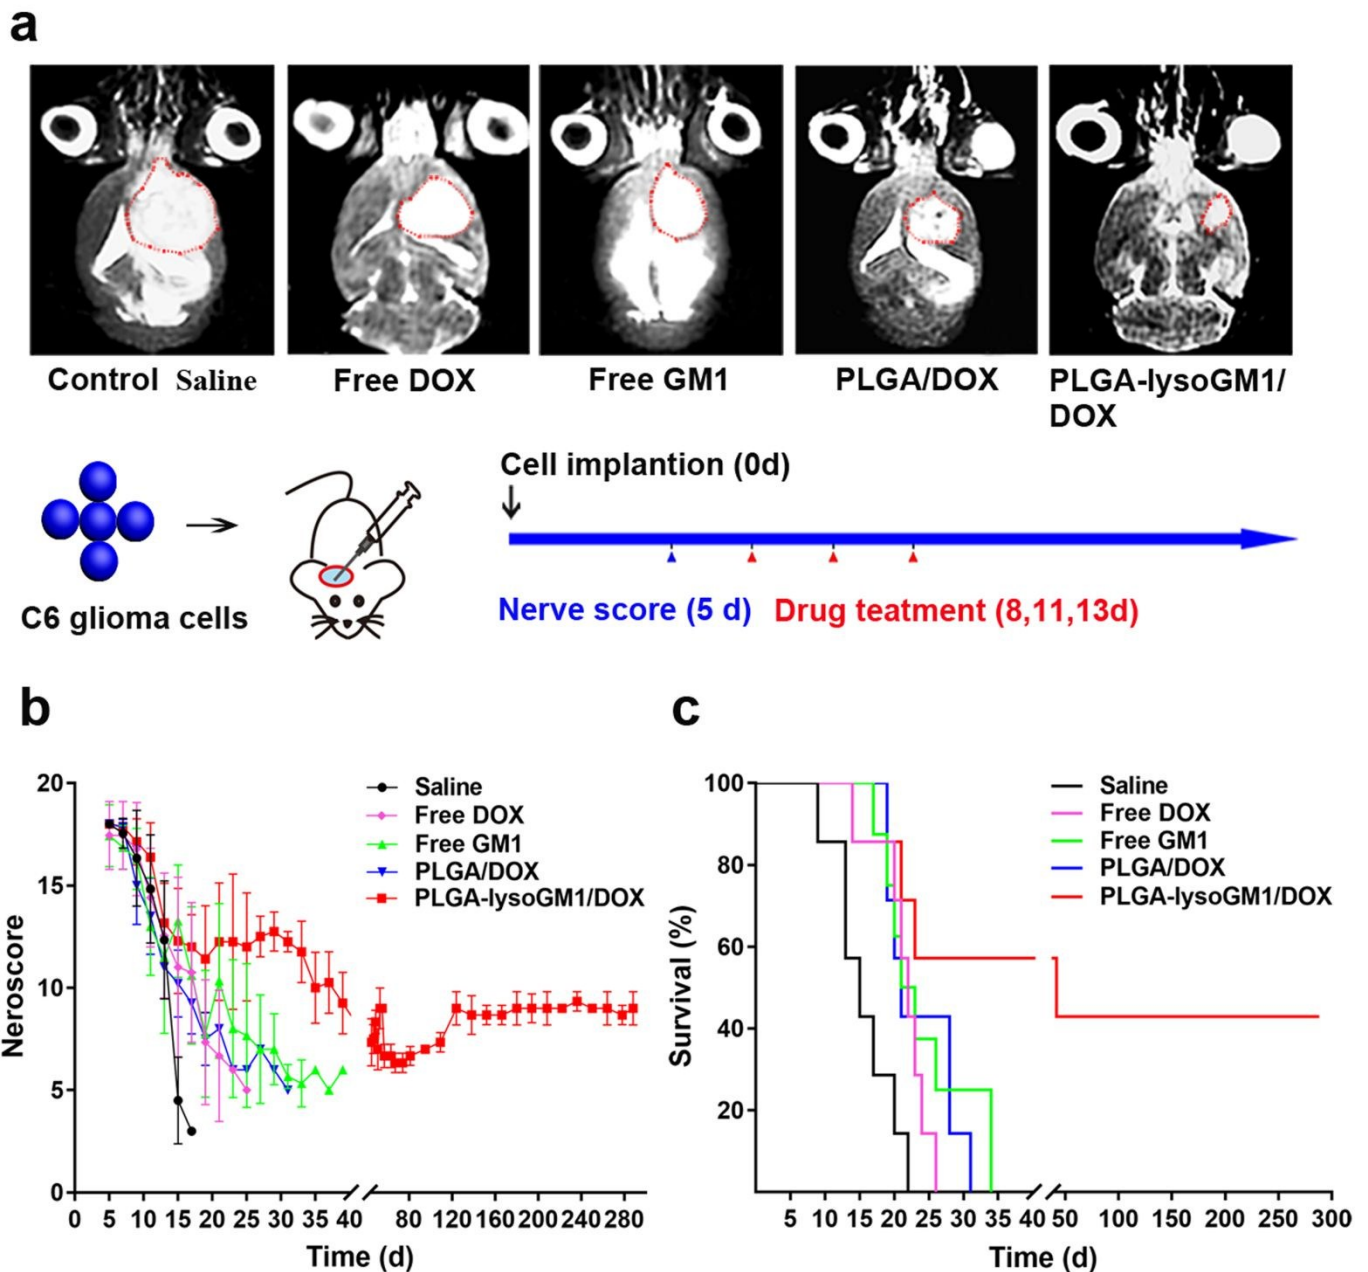 a
Control Saline
Free DOX
Free GM1
PLGA/DOX
PLGA-lysoGM1/
DOX
Cell implantion (0d)
C6 glioma cells
Nerve score (5 d) Drug teatment (8,11,13d)
b
20
15
10
5
0
Neroscore
0 5 15 20 25 30 35 40 80 120 160 200 240 280
Time (d)
Saline
Free DOX
Free GM1
PLGA/DOX
PLGA-lysoGM1/DOX
c
100
80
60
40
20
Survival (%)
5 10 15 20 25 30 35 40 50 100 150 200 250 300
Time (d)
Saline
Free DOX
Free GM1
PLGA/DOX
PLGA-lysoGM1/DOX